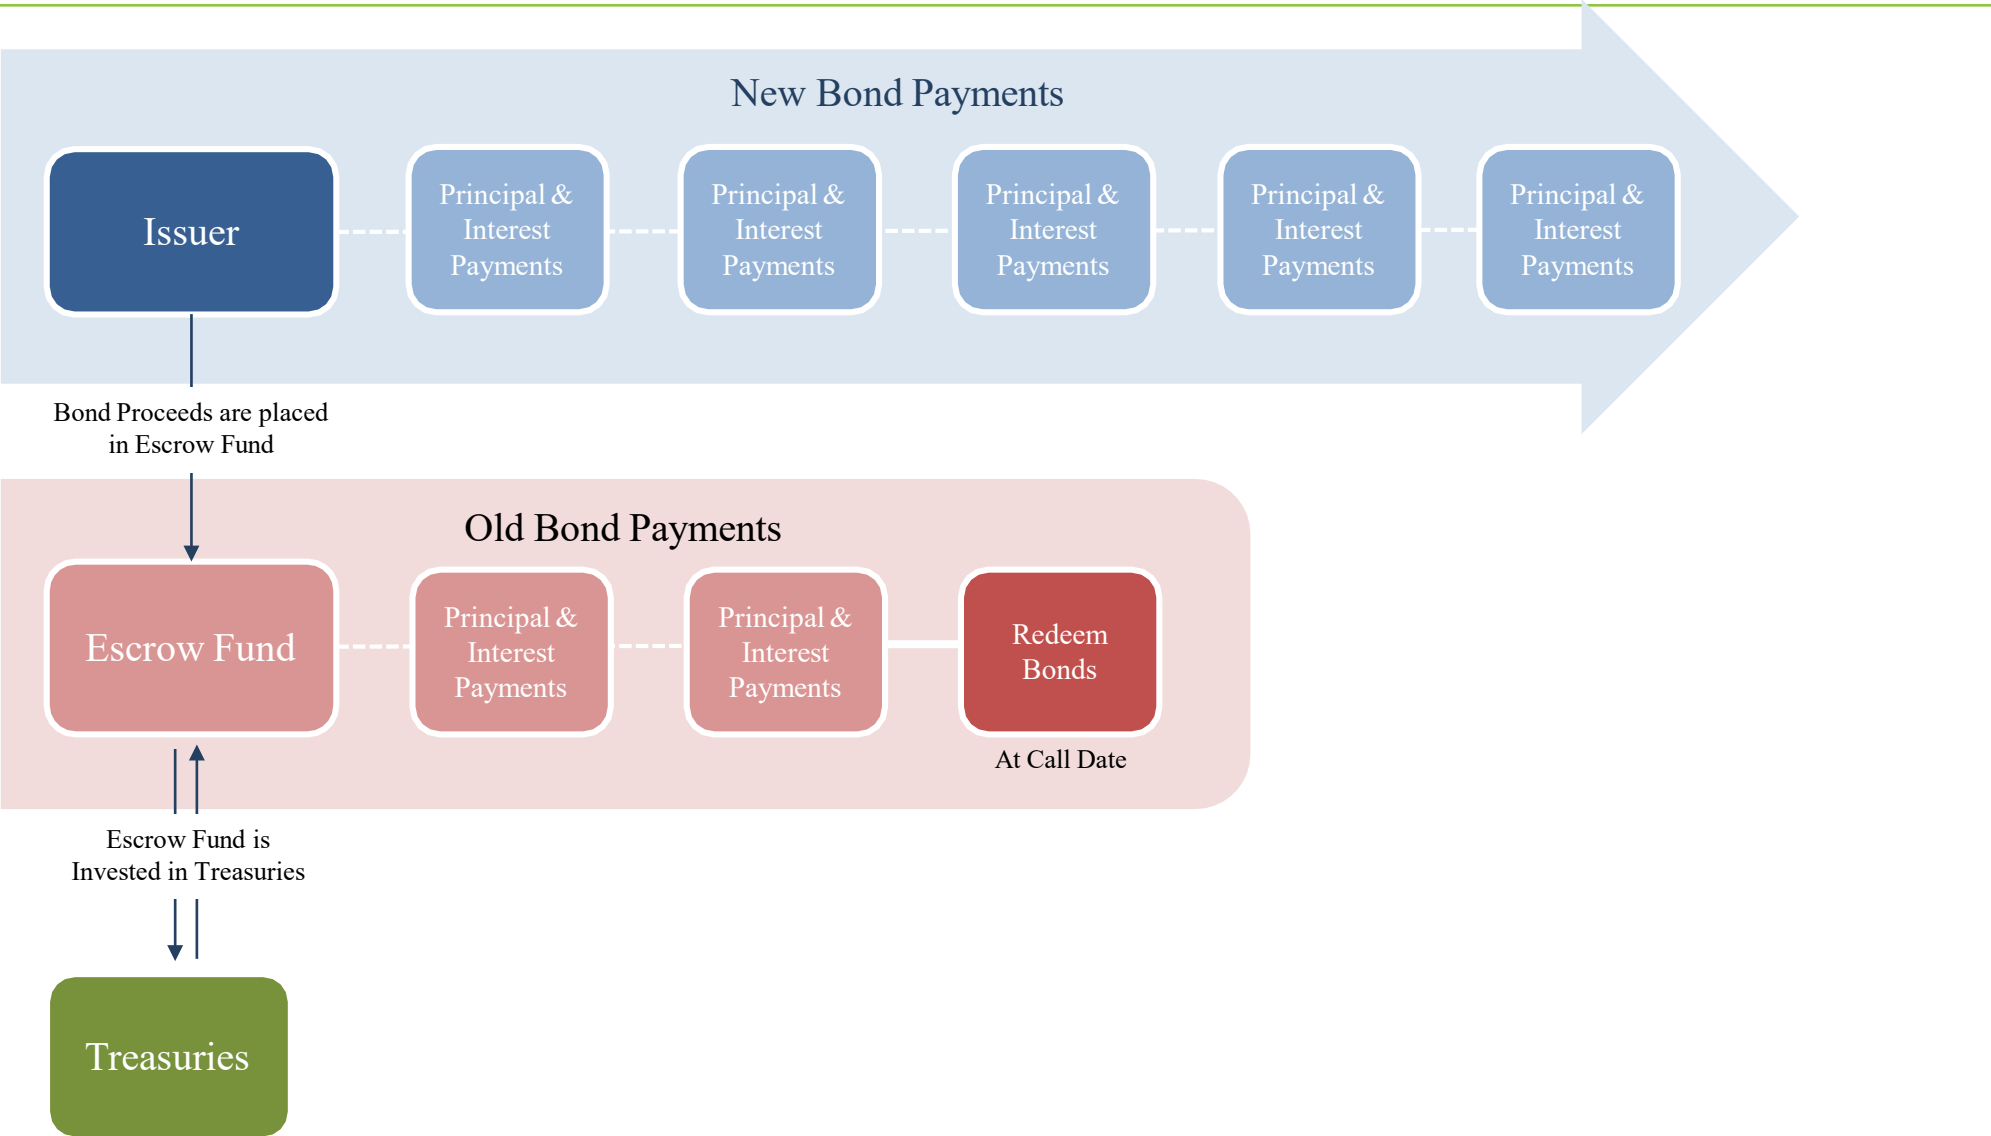 New Bond Payments
Issuer
Principal &
Interest
Payments
Principal &
Interest
Payments
Principal &
Interest
Payments
Principal &
Interest
Payments
Principal &
Interest
Payments
Bond Proceeds are placed
in Escrow Fund
Old Bond Payments
Escrow Fund
Principal &
Interest
Payments
Principal &
Interest
Payments
Redeem
Bonds
At Call Date
Escrow Fund is
Invested in Treasuries
Treasuries